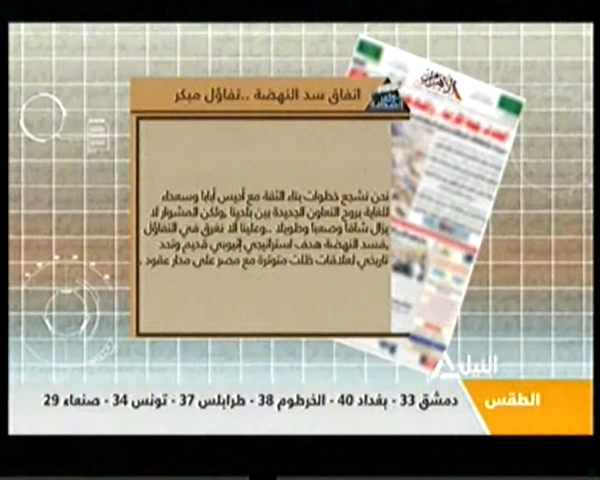 الأهرام
اتفاق سد النهضة ..تفاؤل مبكر
نحن نشجع خطوات بناء الثقة مع أديس أبابا وسعداء
للغاية بروح التعاون الجديدة بين بلدينا ,ولكن المشوار لا
يزال شاقا وصعبا وطويلا ..وعلينا ألا نغرق في التفاؤل
,فسد النهضة هدف استراتيجي إثيوبي قديم وتحد
تاريخي لعلاقات ظلت متوترة مع مصر على مدار عقود .
النيل
الطقس
دمشق 33 - بغداد 40 - الخرطوم 38 - طرابلس 37 - تونس 34 - صنعاء 29